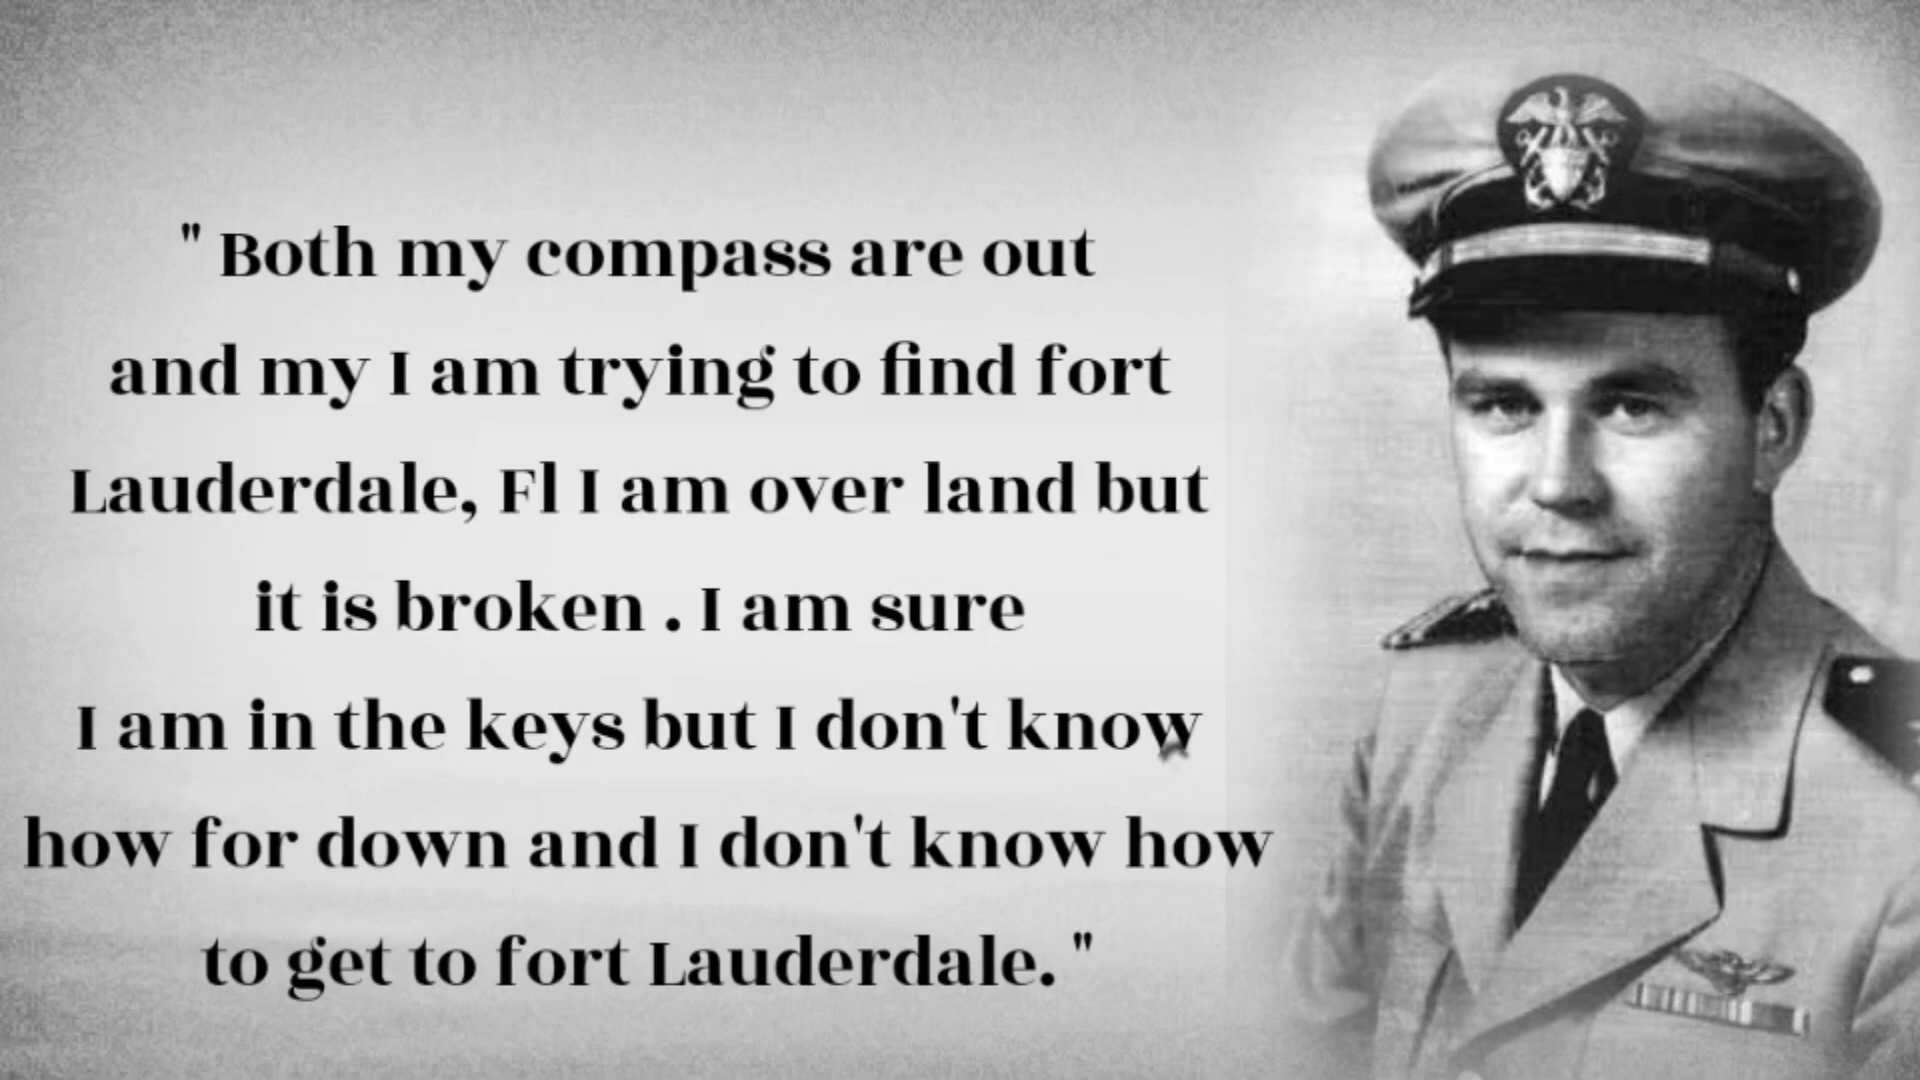 " Both my compass are out
and my I am trying to find fort
Lauderdale, Fl I am over land but
it is broken . I am sure
I am in the keys but I don't know
how for down and I don't know how
to get to fort Lauderdale. "